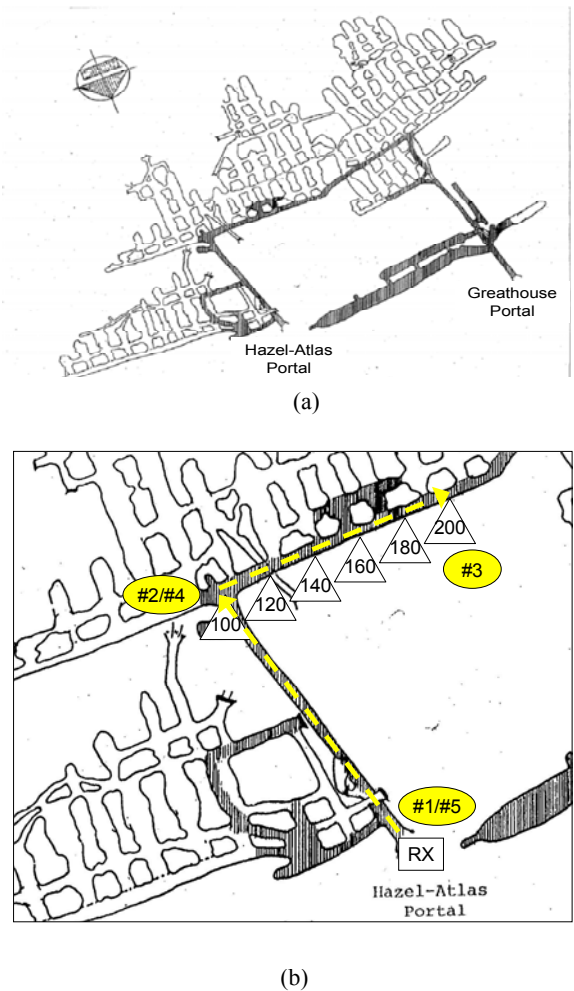 Greathouse
Portal
Hazel-Atlas
Portal
(a)
200
180
160
#3
140
#2/#4
120
100
#1/#5
RX
Hazel-Atlas
Portal
(b)